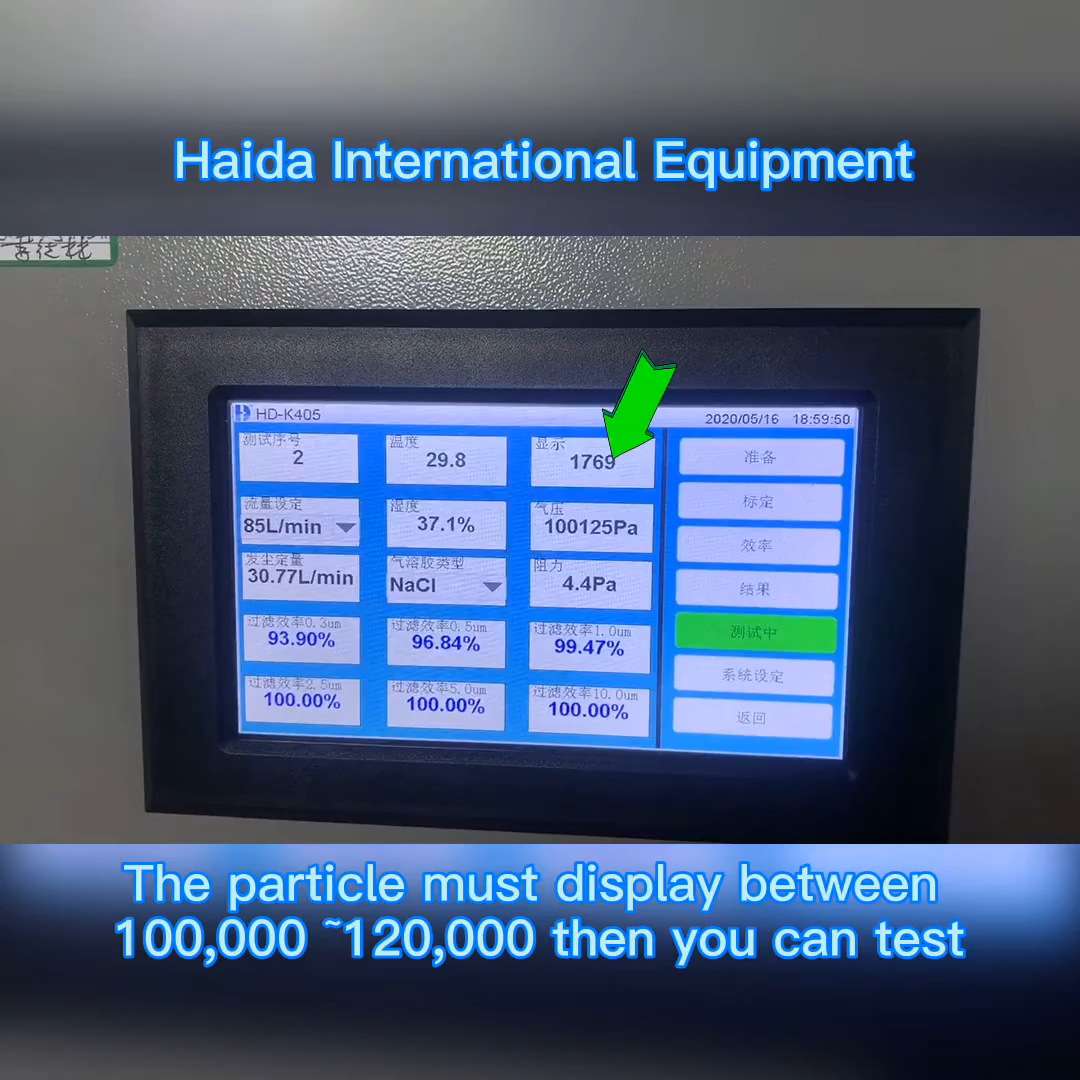 Haida International Equipment
HD-K405
2020/05/16 18:59:50
测试序号
2
温度
29.8
显示
1769
准备
流量设定
85L/min
湿度
37.1%
气压
100125Pa
标定
发尘定量
30.77L/min
气溶胶类型
NaCl
阻力
4.4Pa
效率
结果
过滤效率0.3um
93.90%
过滤效率0.5um
96.84%
过滤效率1.0um
99.47%
测试中
过滤效率2.5um
100.00%
过滤效率5.0um
100.00%
过滤效率10.0um
100.00%
系统设定
返回
The particle must display between
100,000 ~120,000 then you can test